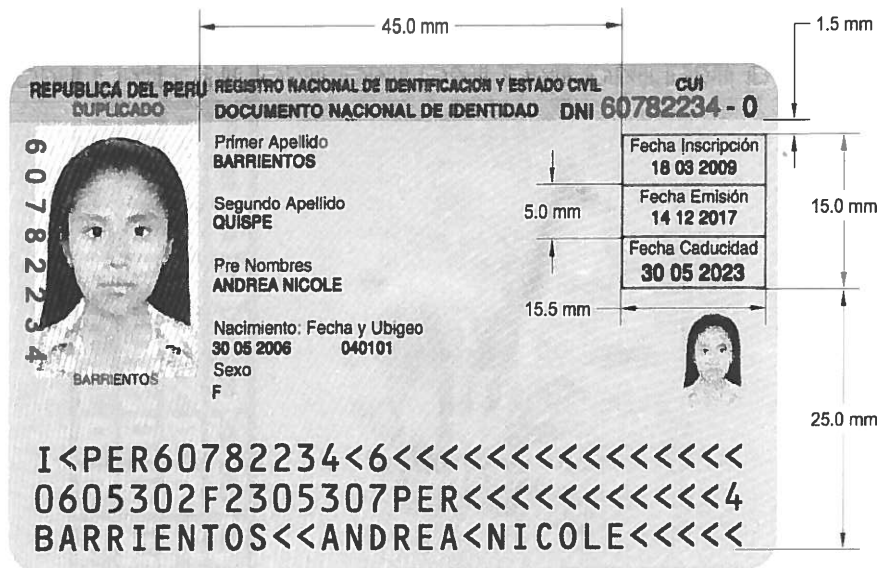 45.0 mm
1.5 mm
REPUBLICA DEL PERU REGISTRO NACIONAL DE IDENTIFICACION Y ESTADO CIVIL CUI
DUPLICADO DOCUMENTO NACIONAL DE IDENTIDAD DNI 60782234 - 0
60782234
Primer Apellido
BARRIENTOS
Segundo Apellido
QUISPE
Pre Nombres
ANDREA NICOLE
Nacimiento: Fecha y Ubigeo
30 05 2006 040101
Sexo
F
BARRIENTOS
Fecha Inscripción
18 03 2009
Fecha Emisión
14 12 2017
Fecha Caducidad
30 05 2023
5.0 mm
15.0 mm
15.5 mm
25.0 mm
I<PER60782234<6<<<<<<<<<<<<<<<
0605302F2305307PER<<<<<<<<<<<4
BARRIENTOS<<ANDREA<NICOLE<<<<<